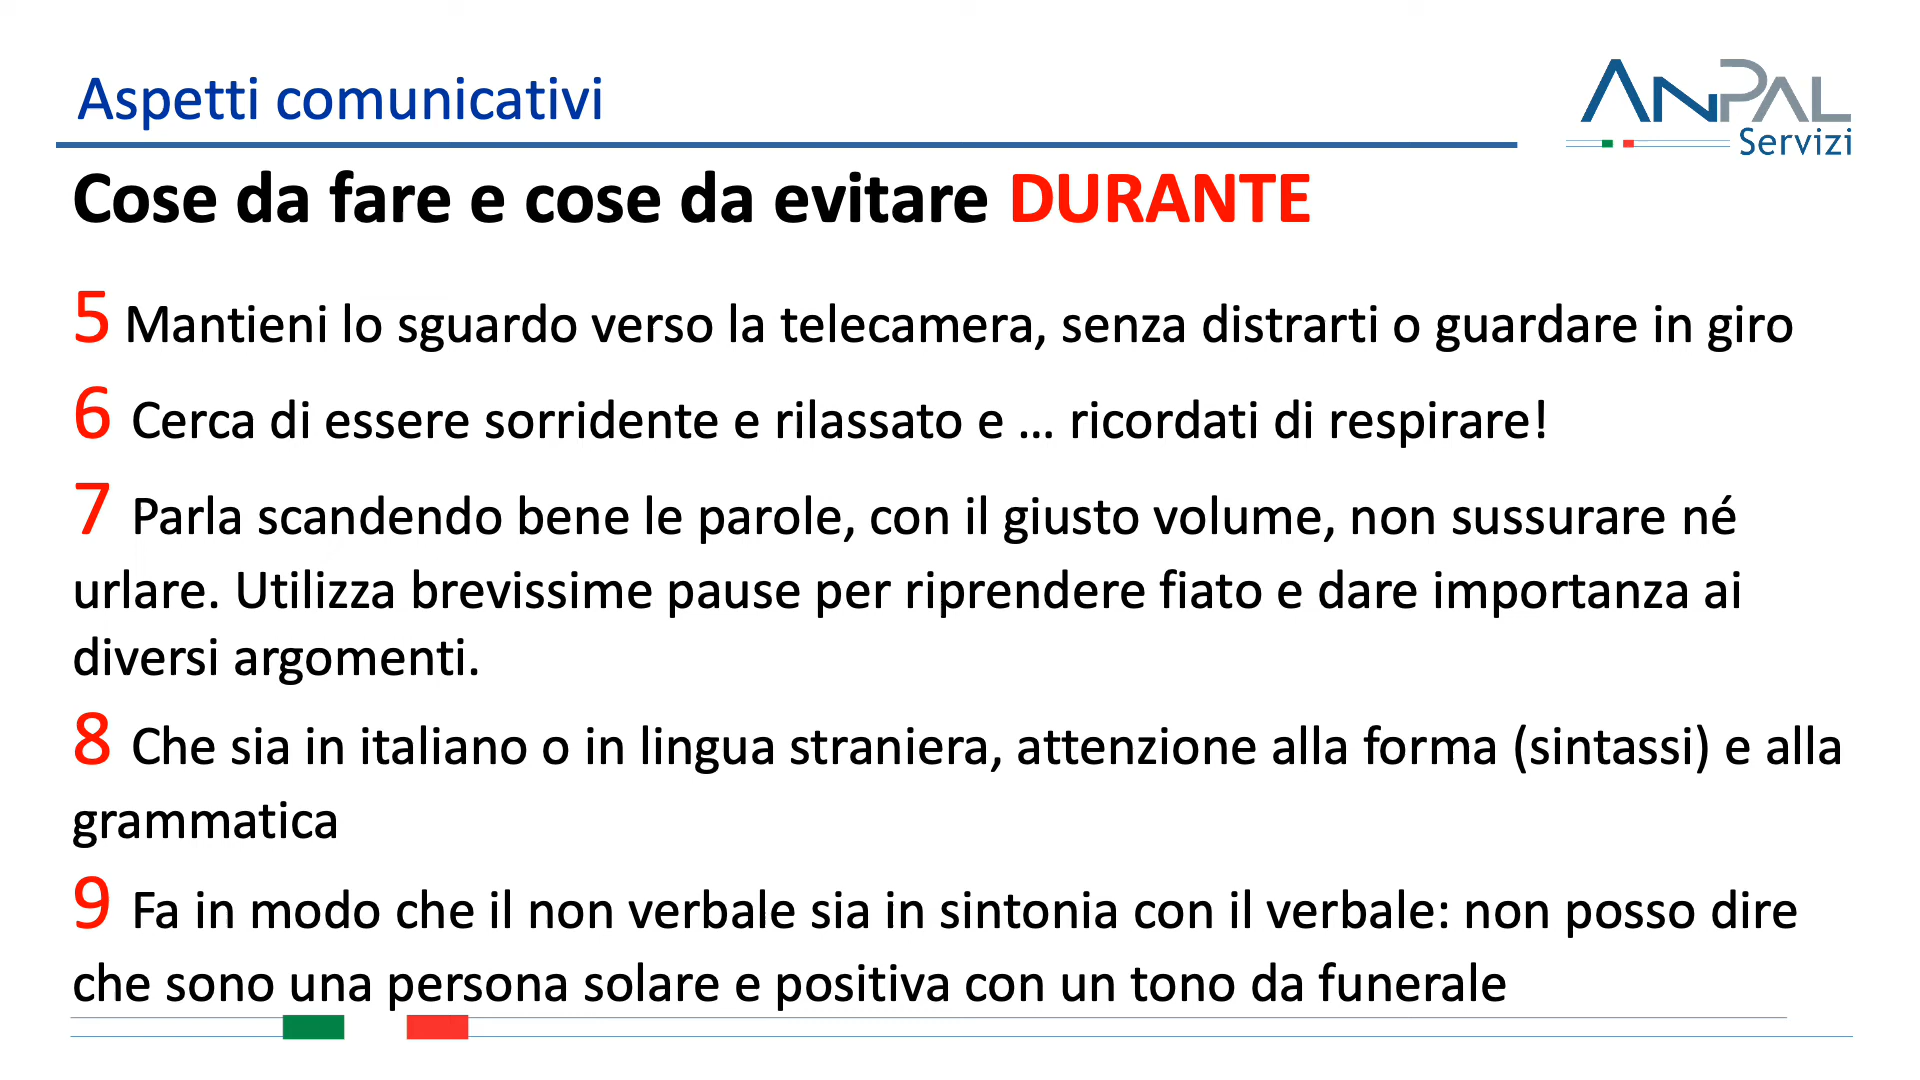 Aspetti comunicativi
ANPAL
Servizi
Cose da fare e cose da evitare DURANTE
5 Mantieni lo sguardo verso la telecamera, senza distrarti o guardare in giro
6 Cerca di essere sorridente e rilassato e ... ricordati di respirare!
7 Parla scandendo bene le parole, con il giusto volume, non sussurare né
urlare. Utilizza brevissime pause per riprendere fiato e dare importanza ai
diversi argomenti.
8 Che sia in italiano o in lingua straniera, attenzione alla forma (sintassi) e alla
grammatica
9 Fa in modo che il non verbale sia in sintonia con il verbale: non posso dire
che sono una persona solare e positiva con un tono da funerale